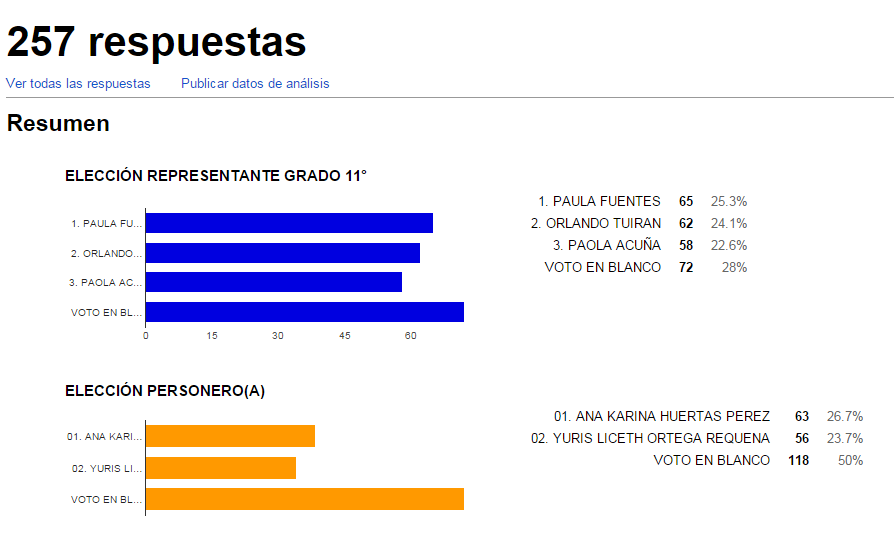 257 respuestas
Ver todas las respuestas Publicar datos de análisis
Resumen
ELECCIÓN REPRESENTANTE GRADO 11°
1. PAULA FU...
2. ORLANDO...
3. PAOLA AC...
VOTO EN BL...
0 15 30 45 60
1. PAULA FUENTES 65 25.3%
2. ORLANDO TUIRAN 62 24.1%
3. PAOLA ACUÑA 58 22.6%
VOTO EN BLANCO 72 28%
ELECCIÓN PERSONERO(A)
01. ANA KARI...
02. YURIS LI...
VOTO EN BL...
01. ANA KARINA HUERTAS PEREZ 63 26.7%
02. YURIS LICETH ORTEGA REQUENA 56 23.7%
VOTO EN BLANCO 118 50%